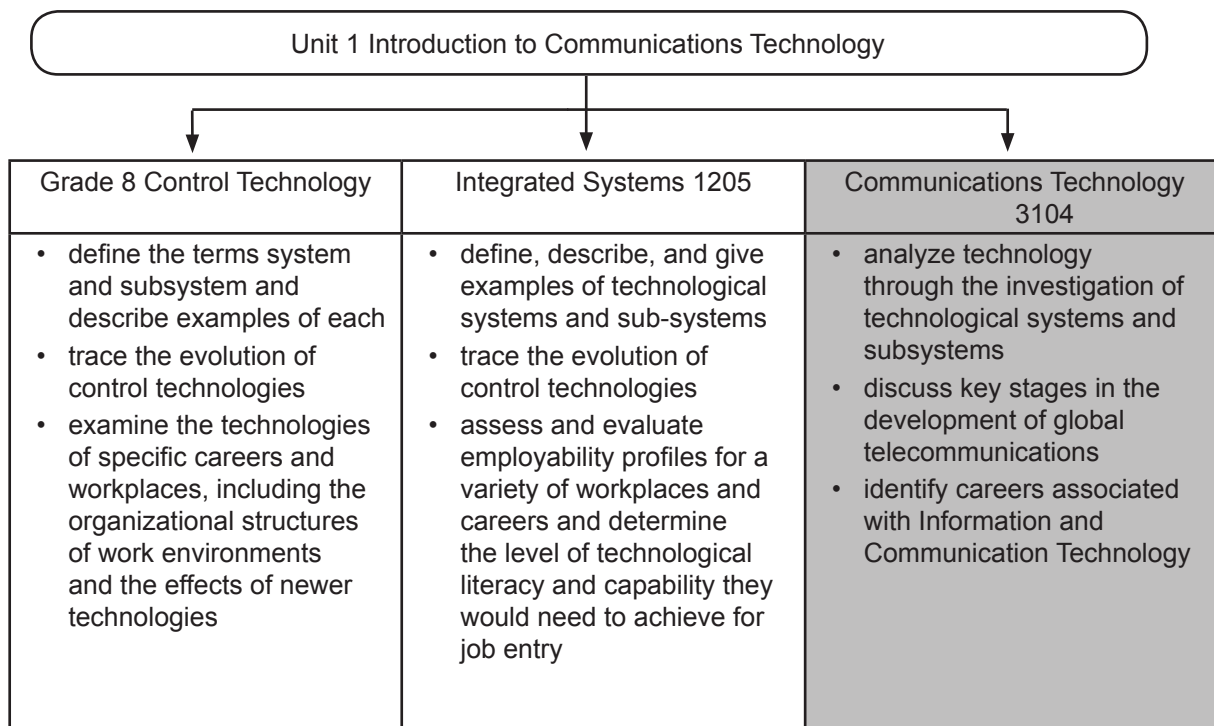 Unit 1 Introduction to Communications Technology
Grade 8 Control Technology
• define the terms system
and subsystem and
describe examples of each
• trace the evolution of
control technologies
• examine the technologies
of specific careers and
workplaces, including the
organizational structures
of work environments
and the effects of newer
technologies
Integrated Systems 1205
• define, describe, and give
examples of technological
systems and sub-systems
• trace the evolution of
control technologies
• assess and evaluate
employability profiles for a
variety of workplaces and
careers and determine
the level of technological
literacy and capability they
would need to achieve for
job entry
Communications Technology
3104
• analyze technology
through the investigation of
technological systems and
subsystems
• discuss key stages in the
development of global
telecommunications
• identify careers associated
with Information and
Communication Technology